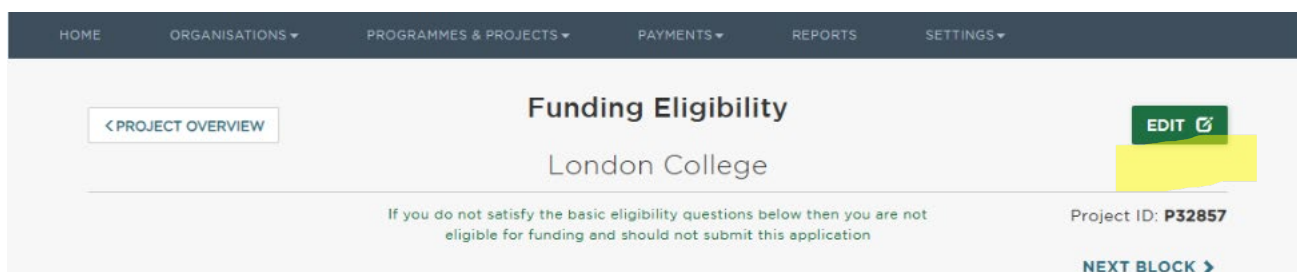 HOME ORGANISATIONS PROGRAMMES & PROJECTS PAYMENTS REPORTS SETTINGS
< PROJECT OVERVIEW
Funding Eligibility
EDIT
London College
If you do not satisfy the basic eligibility questions below then you are not
eligible for funding and should not submit this application
Project ID: P32857
NEXT BLOCK >